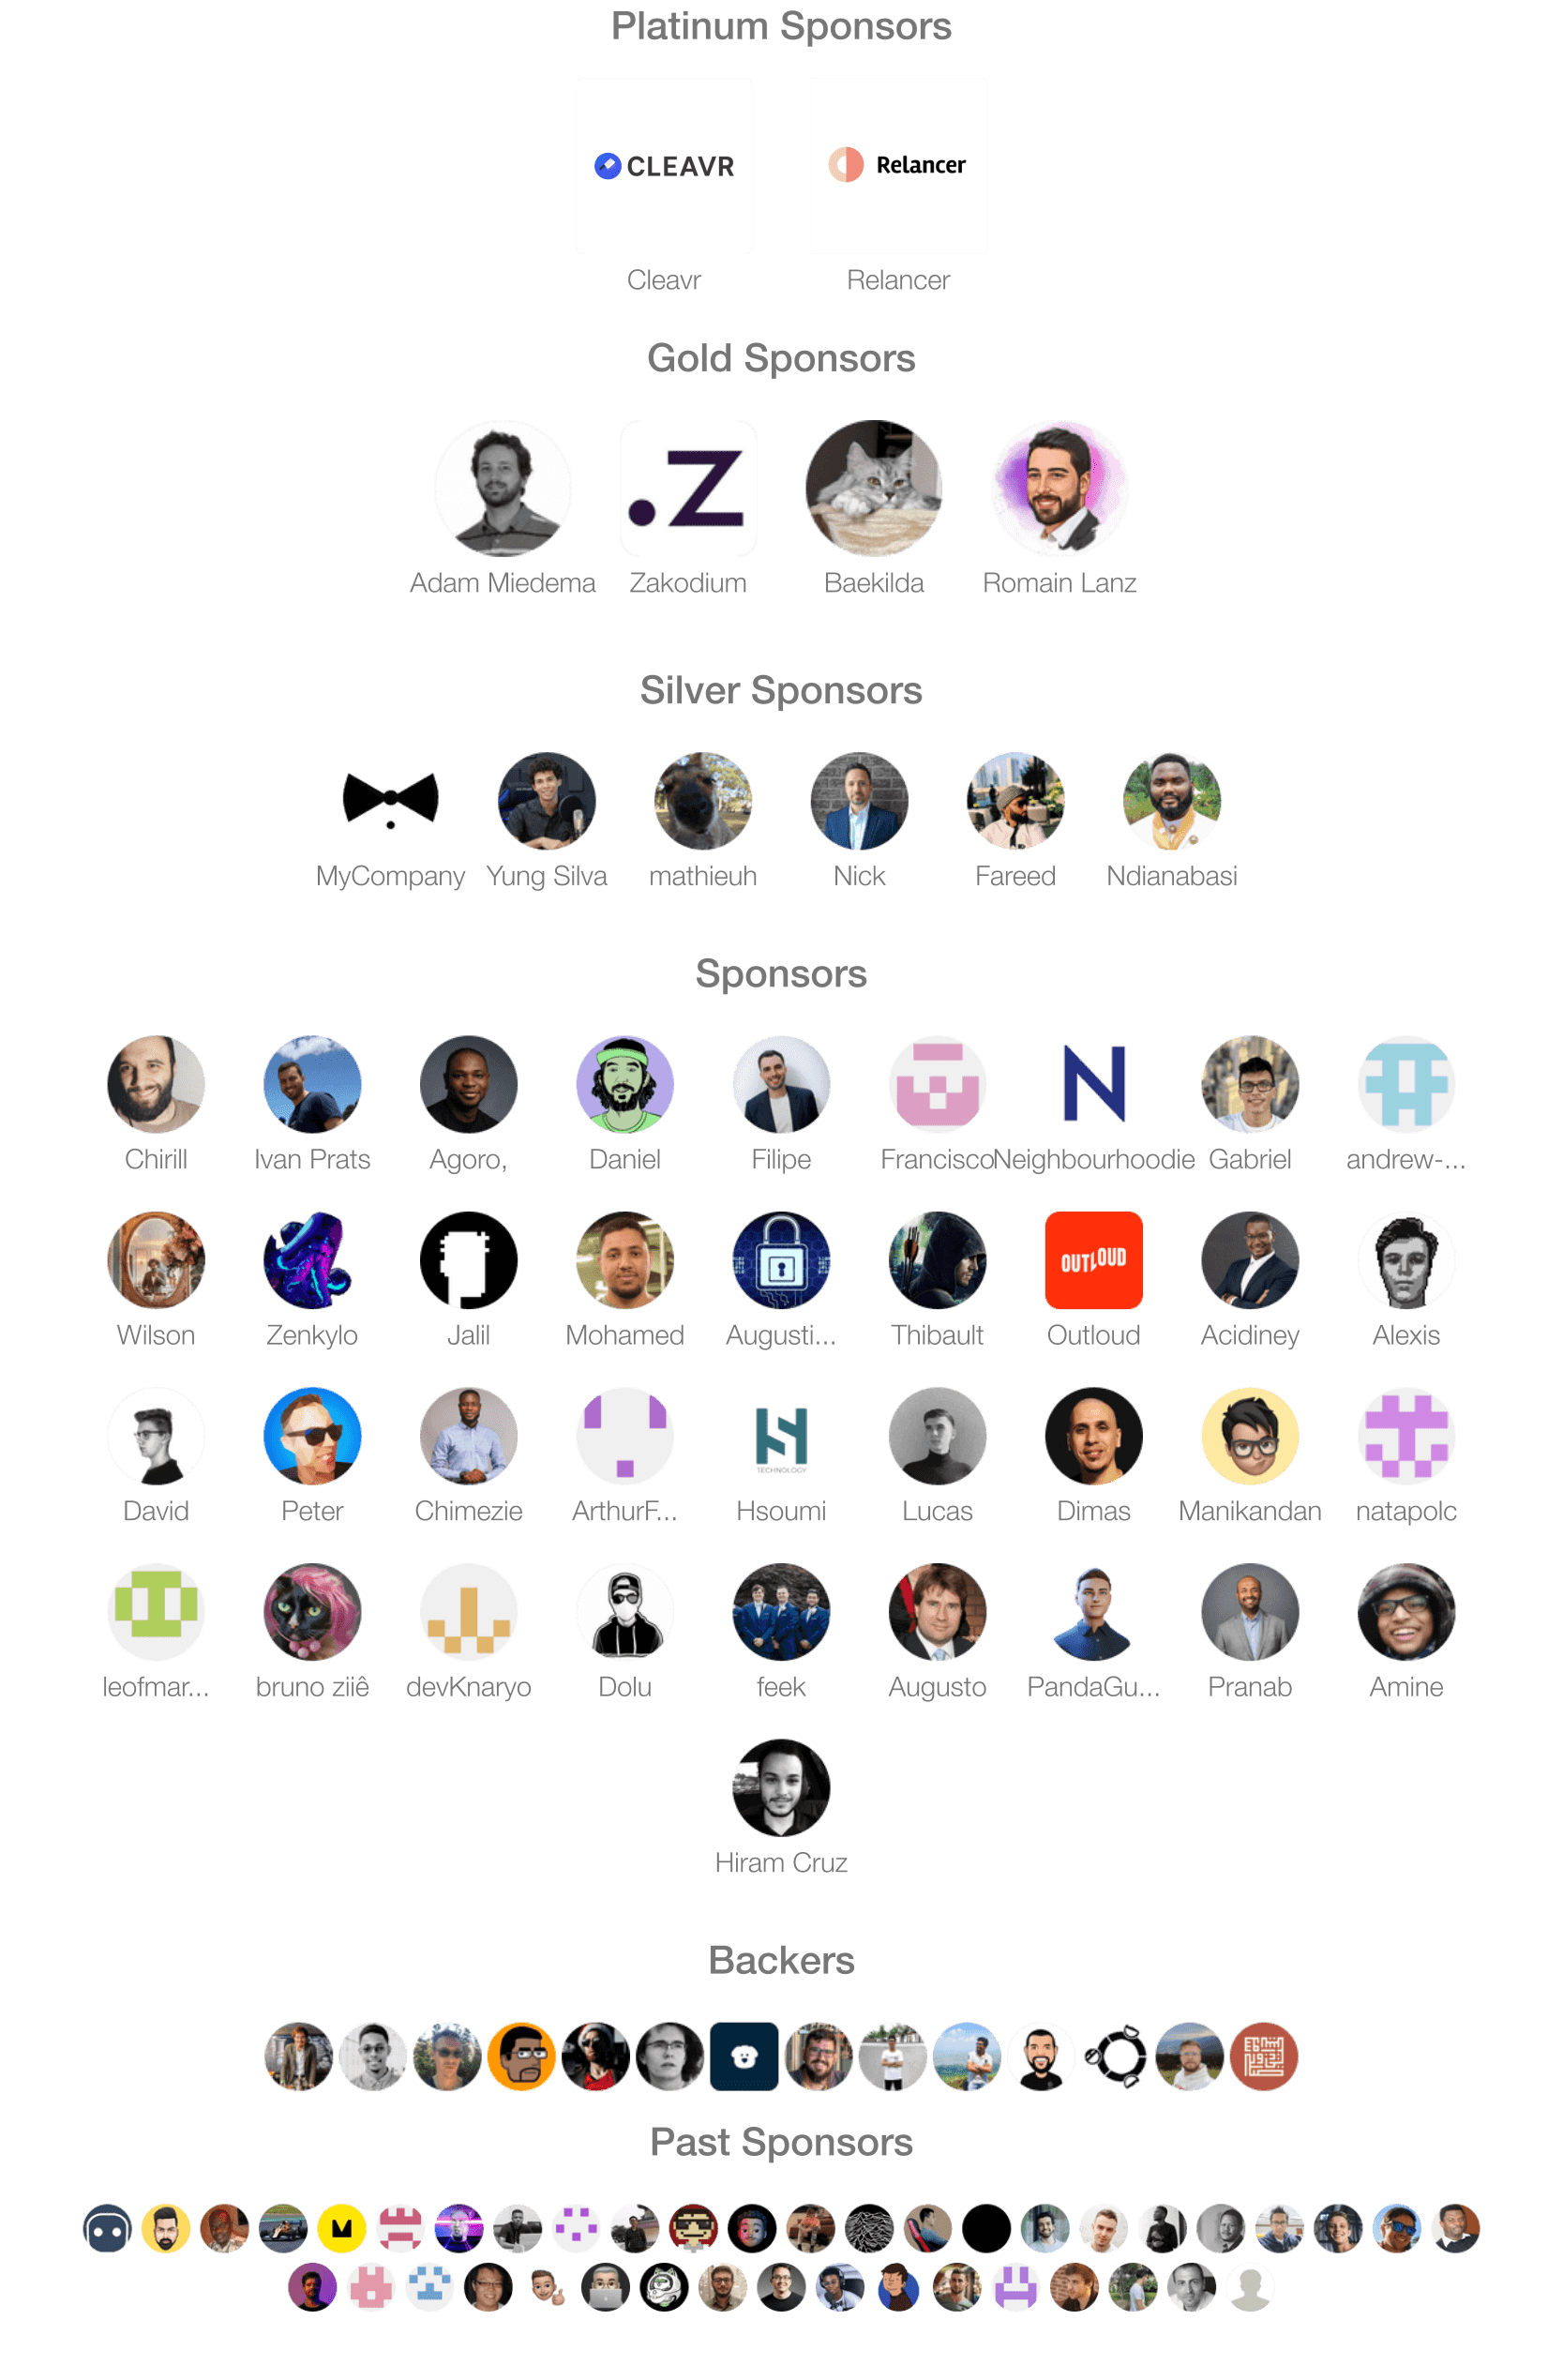 Platinum Sponsors
CLEAVR
Relancer
Cleavr
Relancer
Gold Sponsors
.Z
Adam Miedema
Zakodium
Baekilda
Romain Lanz
Silver Sponsors
MyCompany
Yung Silva
mathieuh
Nick
Fareed
Ndianabasi
Sponsors
N
Chirill
Ivan Prats
Agoro,
Daniel
Filipe
Francisco
Neighbourhoodie
Gabriel
andrew-...
OUTLOUD
Wilson
Zenkylo
Jalil
Mohamed
Augusti...
Thibault
Outloud
Acidiney
Alexis
TECHNOLOGY
David
Peter
Chimezie
ArthurF...
Hsoumi
Lucas
Dimas
Manikandan
natapolc
leofmar...
bruno ziiê
devKnaryo
Dolu
feek
Augusto
PandaGu...
Pranab
Amine
Hiram Cruz
Backers
Past Sponsors